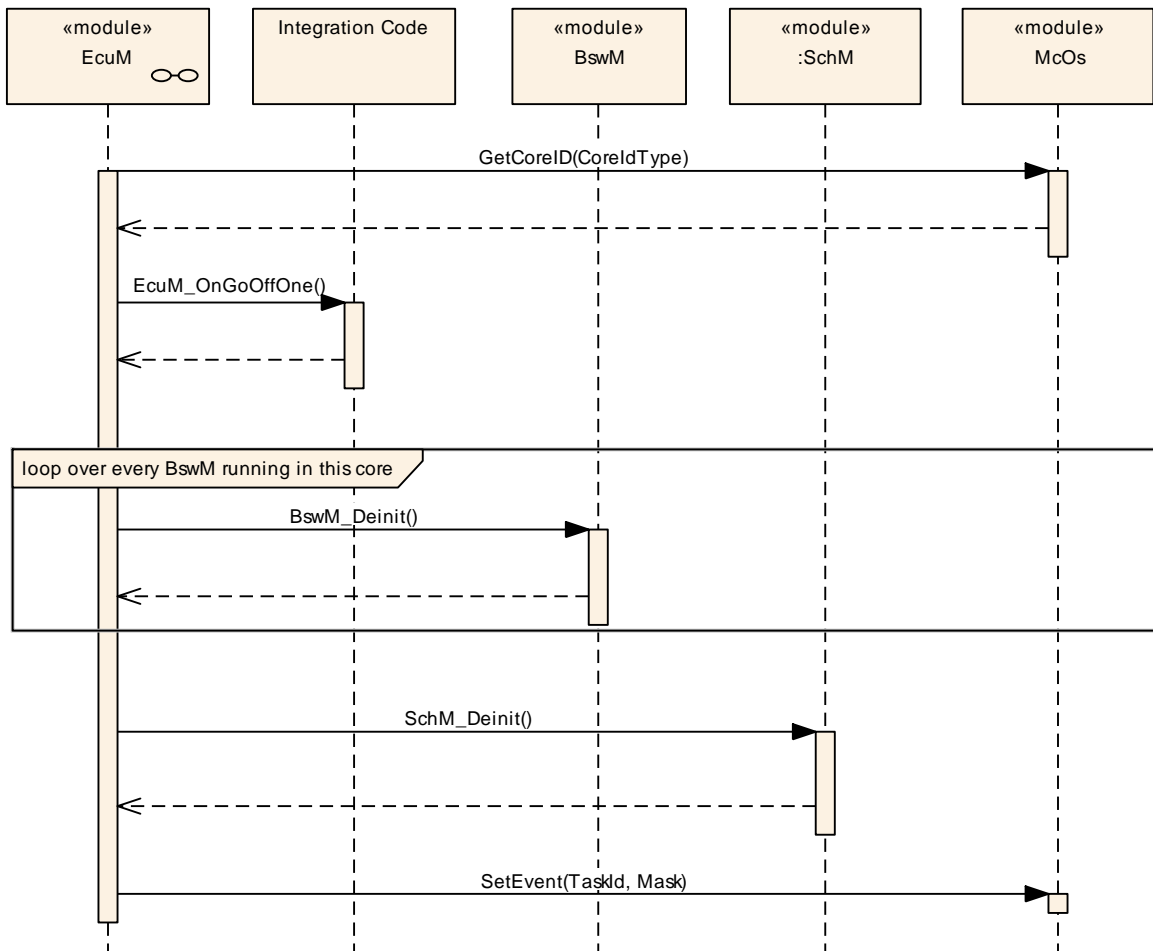 «module»
EcuM
Integration Code
«module»
BswM
«module»
:SchM
«module»
McOs
GetCoreID(CoreIdType)
EcuM_OnGoOffOne()
loop over every BswM running in this core
BswM_Deinit()
SchM_Deinit()
SetEvent(TaskId, Mask)